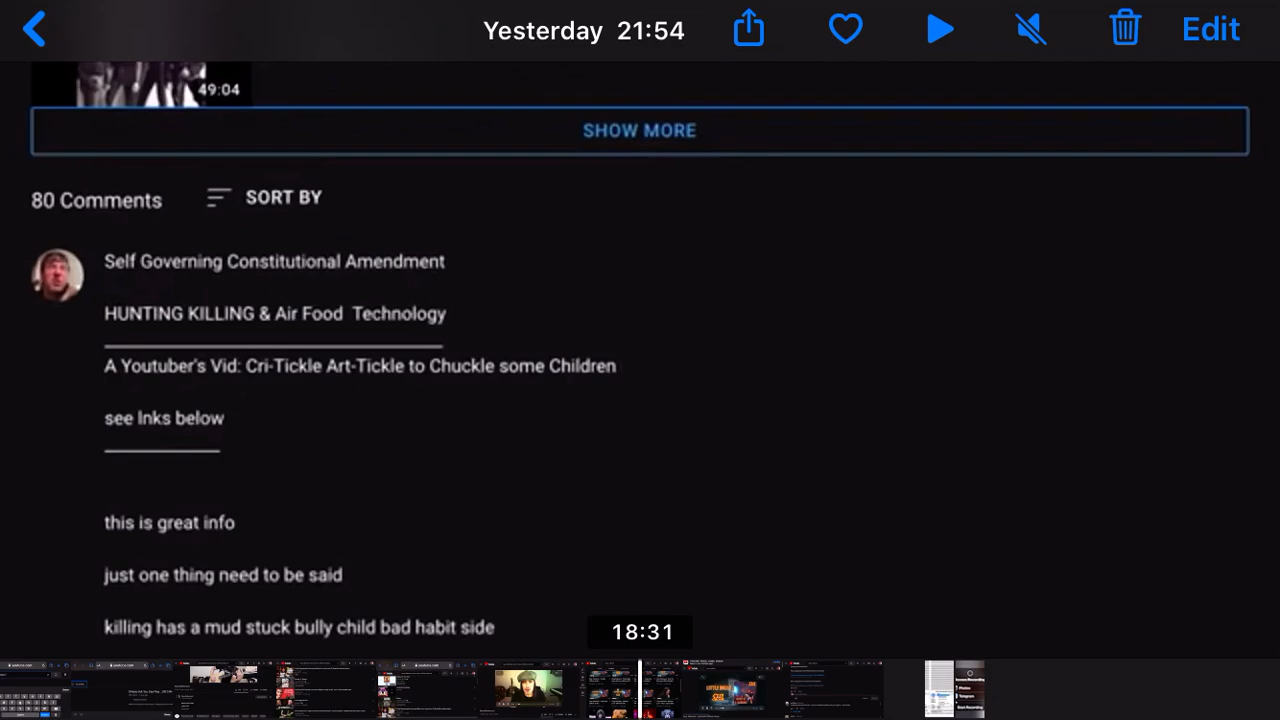 Yesterday 21:54
Edit
49:04
SHOW MORE
80 Comments
SORT BY
Self Governing Constitutional Amendment
HUNTING KILLING & Air Food Technology
A Youtuber's Vid: Cri-Tickle Art-Tickle to Chuckle some Children
see lnks below
this is great info
just one thing need to be said
killing has a mud stuck bully child bad habit side
18:31